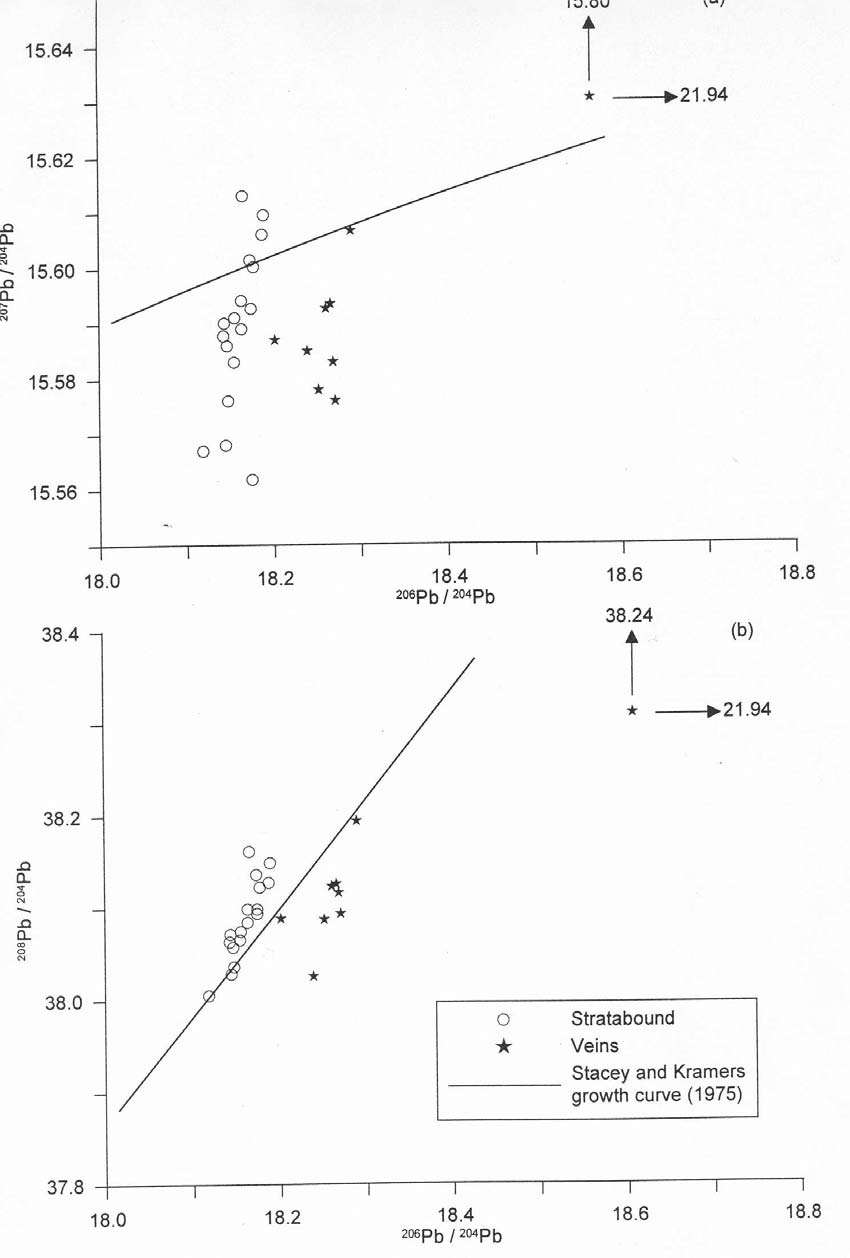 15.80
(a)
15.64
21.94
15.62
15.60
15.58
15.56
207Pb / 204Pb
18.0 18.2 18.4 18.6 18.8
206Pb / 204Pb
38.24
(b)
38.4
21.94
38.2
38.0
37.8
208Pb / 204Pb
Stratabound
Veins
Stacey and Kramers
growth curve (1975)
18.0 18.2 18.4 18.6 18.8
206Pb / 204Pb